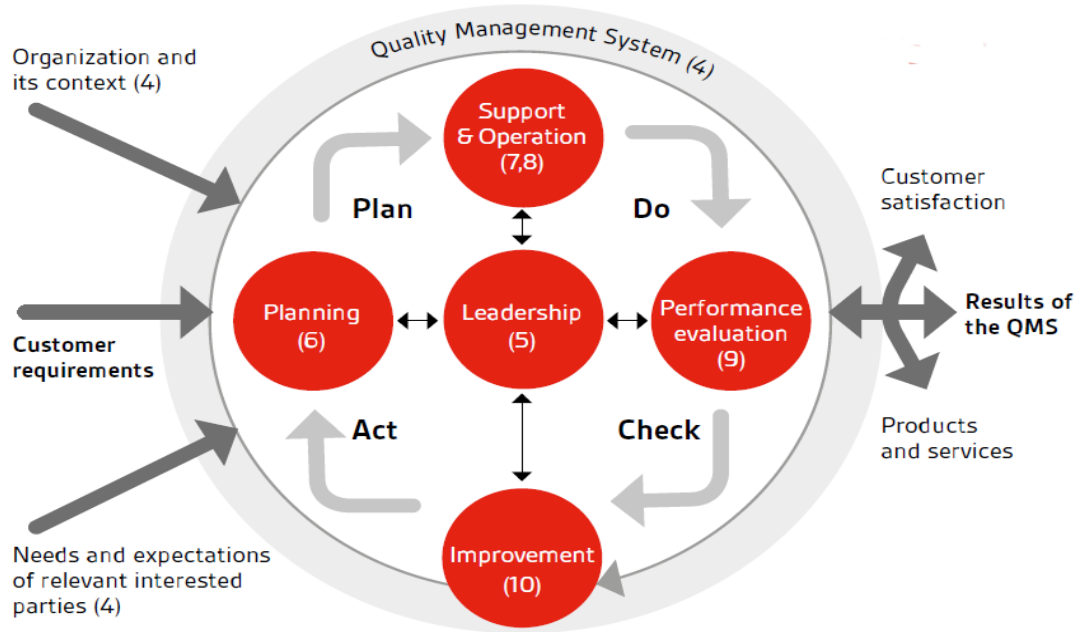 Quality Management System (4)
Organization and
its context (4)
Support
& Operation
(7,8)
Customer
satisfaction
Plan
Do
Planning
(6)
Leadership
(5)
Performance
evaluation
(9)
Results of
the QMS
Customer
requirements
Act
Check
Products
and services
Needs and expectations
of relevant interested
parties (4)
Improvement
(10)